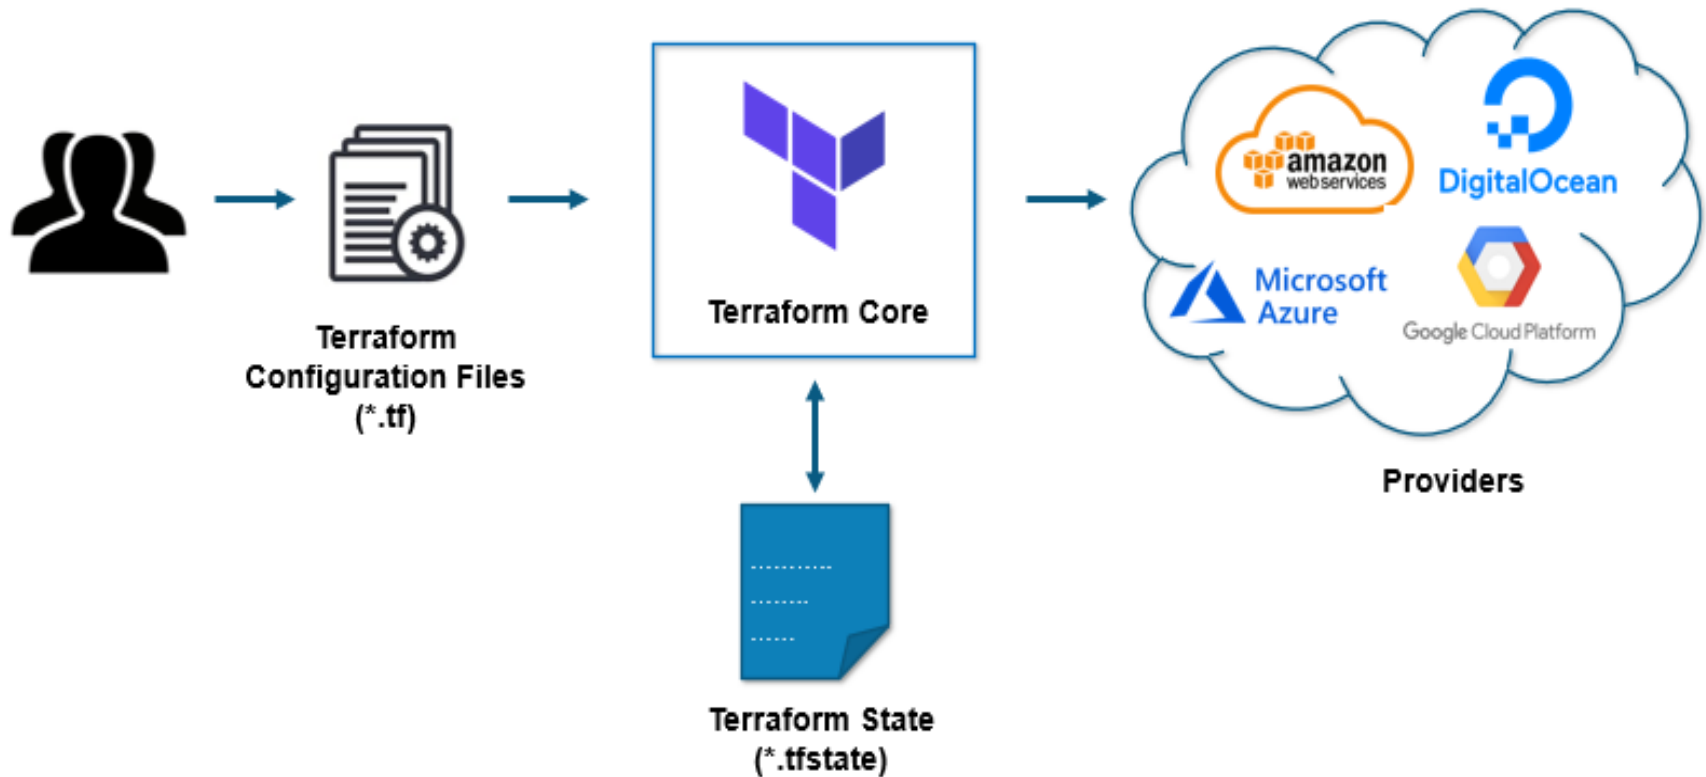 Terraform
Configuration Files
(*.tf)
Terraform Core
Terraform State
(*.tfstate)
amazon
webservices
DigitalOcean
Microsoft
Azure
Google Cloud Platform
Providers